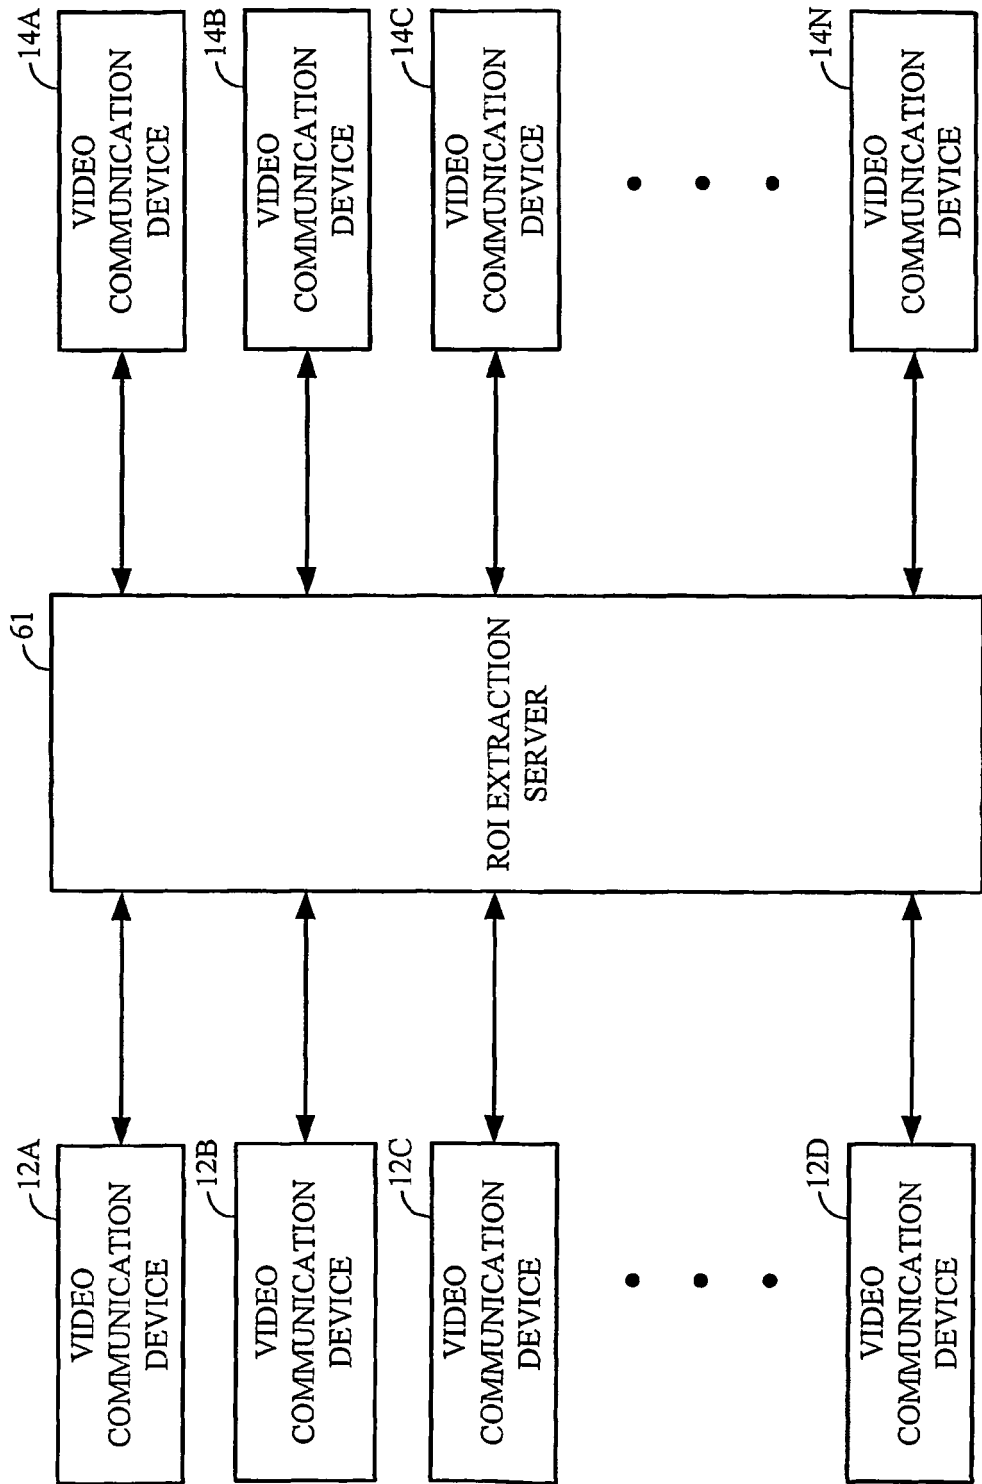 12A
VIDEO
COMMUNICATION
DEVICE
12B
VIDEO
COMMUNICATION
DEVICE
12C
VIDEO
COMMUNICATION
DEVICE
12D
VIDEO
COMMUNICATION
DEVICE
61
ROI EXTRACTION
SERVER
14A
VIDEO
COMMUNICATION
DEVICE
14B
VIDEO
COMMUNICATION
DEVICE
14C
VIDEO
COMMUNICATION
DEVICE
14N
VIDEO
COMMUNICATION
DEVICE